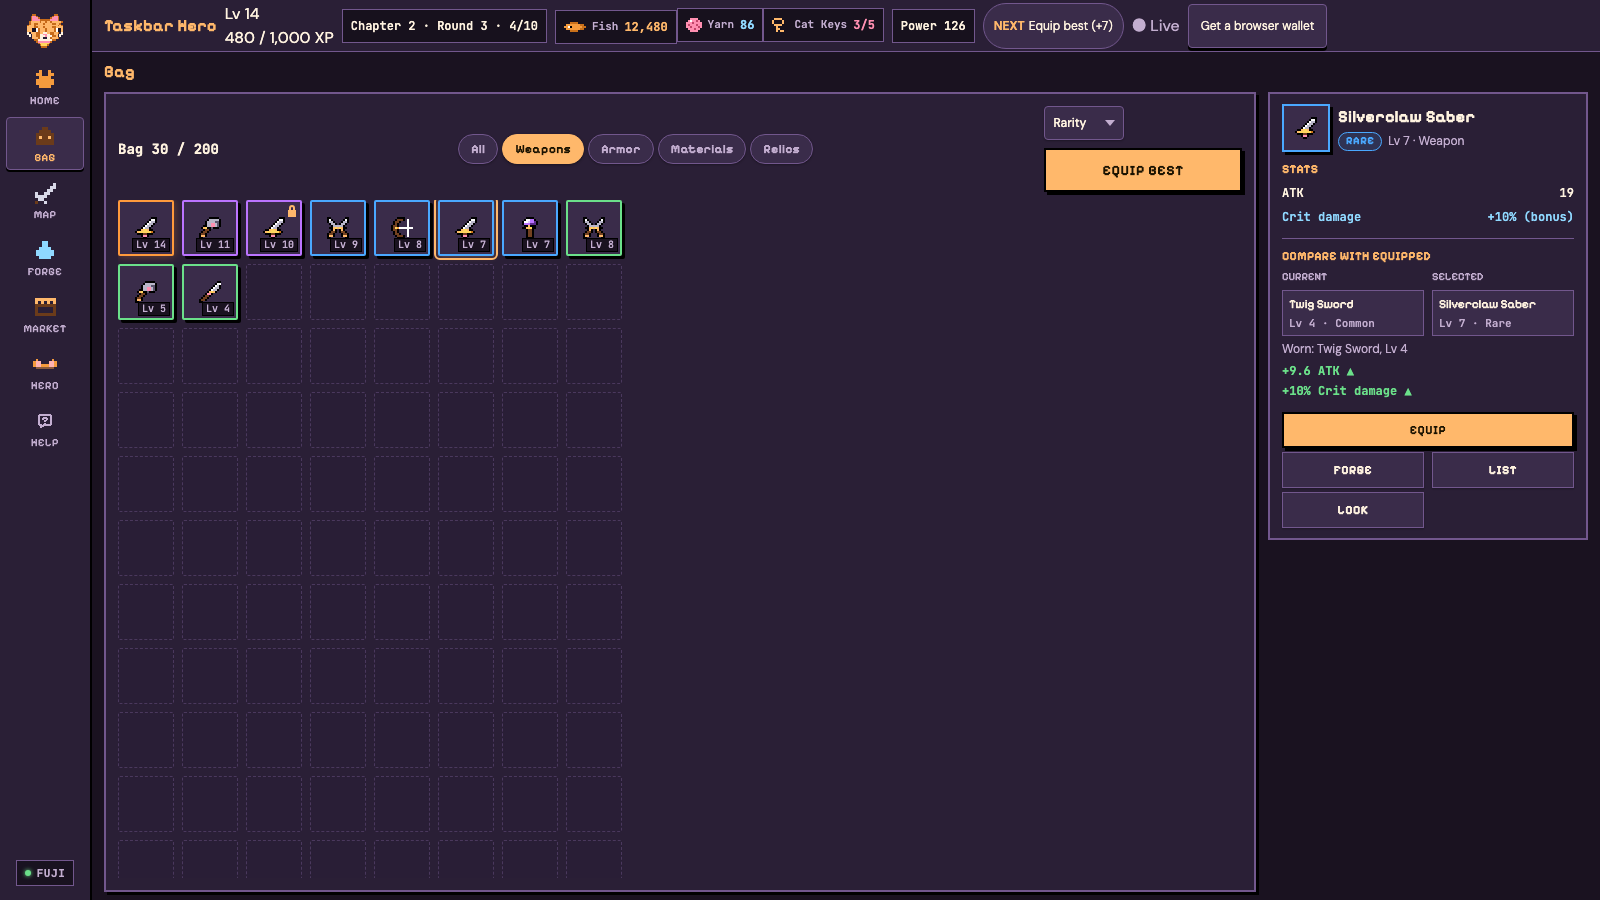 Taskbar Hero
Lv 14
480 / 1,000 XP
Chapter 2 · Round 3 · 4/10
Fish 12,480
Yarn 86
Cat Keys 3/5
Power 126
NEXT Equip best (+7)
Live
Get a browser wallet
HOME
BAG
MAP
FORGE
MARKET
HERO
HELP
FUJI
Bag
Bag 30 / 200
All
Weapons
Armor
Materials
Relics
Rarity
EQUIP BEST
Lv 14
Lv 11
Lv 10
Lv 9
Lv 8
Lv 7
Lv 7
Lv 8
Lv 5
Lv 4
Silverclaw Saber
RARE
Lv 7 · Weapon
STATS
ATK 19
Crit damage +10% (bonus)
COMPARE WITH EQUIPPED
CURRENT
SELECTED
Twig Sword
Lv 4 · Common
Silverclaw Saber
Lv 7 · Rare
Worn: Twig Sword, Lv 4
+9.6 ATK ▲
+10% Crit damage ▲
EQUIP
FORGE
LIST
LOOK